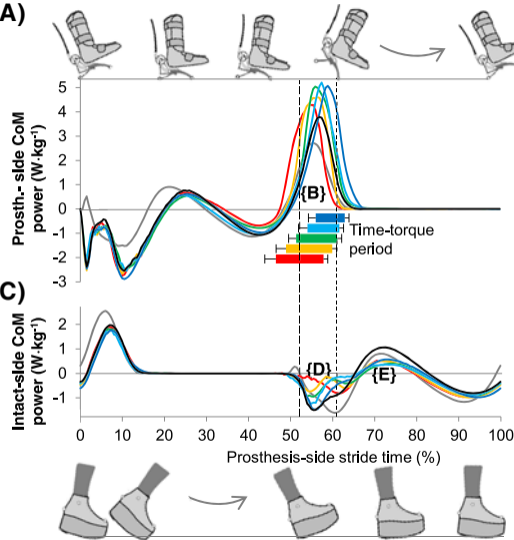 A)
Prosth.- side CoM
power (W·kg⁻¹)
5
4
3
2
1
0
-1
-2
-3
{B}
Time-torque
period
C)
Intact-side CoM
power (W·kg⁻¹)
2
1
0
-1
{D}
{E}
0 10 20 30 40 50 60 70 80 90 100
Prosthesis-side stride time (%)